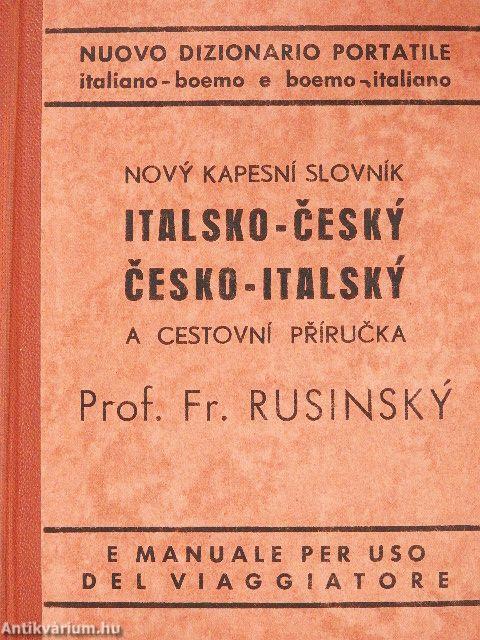 NUOVO DIZIONARIO PORTATILE
italiano-boemo e boemo-italiano
NOVÝ KAPESNÍ SLOVNÍK
ITALSKO-ČESKÝ
ČESKO-ITALSKÝ
A CESTOVNÍ PŘÍRUČKA
Prof. Fr. RUSINSKÝ
E MANUALE PER USO
DEL VIAGGIATORE
Antikvárium.hu